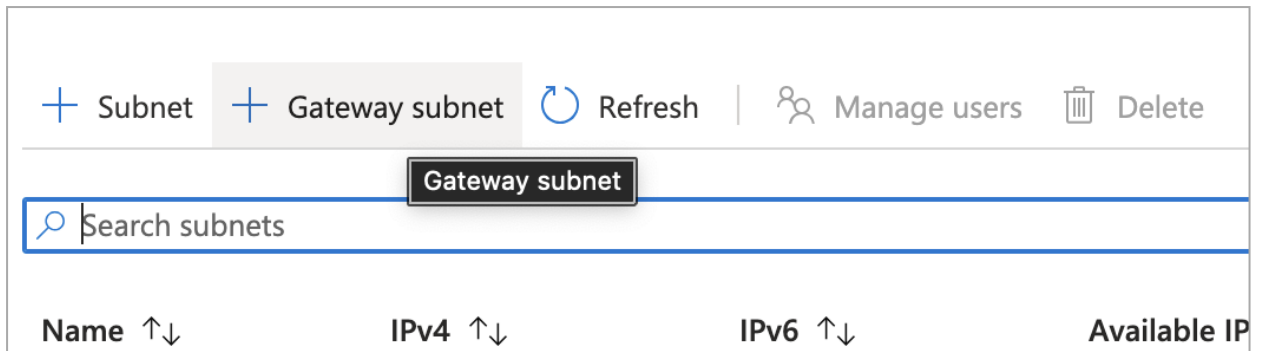 Subnet Gateway subnet Refresh Manage users Delete
Gateway subnet
Search subnets
Name IPv4 IPv6 Available IP